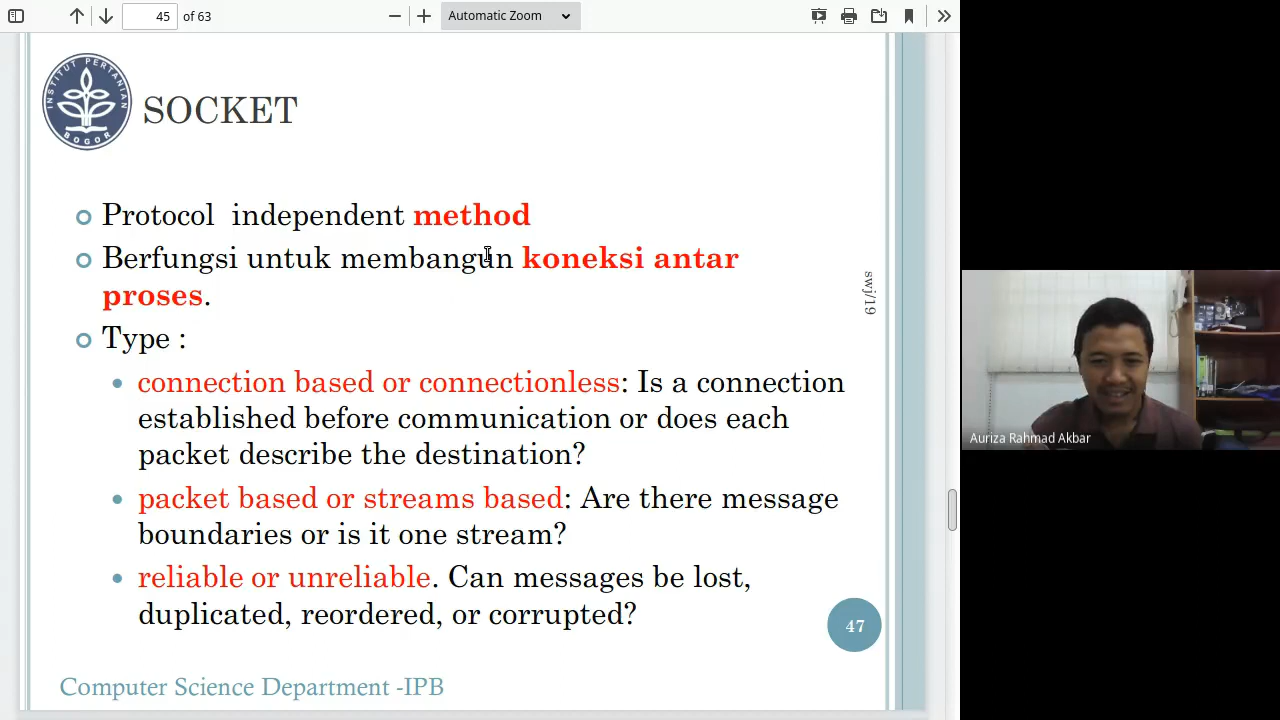 45 of 63
Automatic Zoom
INSTITUT PERTANIAN
BOGOR
SOCKET
Protocol independent method
Berfungsi untuk membangun koneksi antar
proses.
Type :
connection based or connectionless: Is a connection
established before communication or does each
packet describe the destination?
packet based or streams based: Are there message
boundaries or is it one stream?
reliable or unreliable. Can messages be lost,
duplicated, reordered, or corrupted?
swj/19
47
Computer Science Department -IPB
Auriza Rahmad Akbar